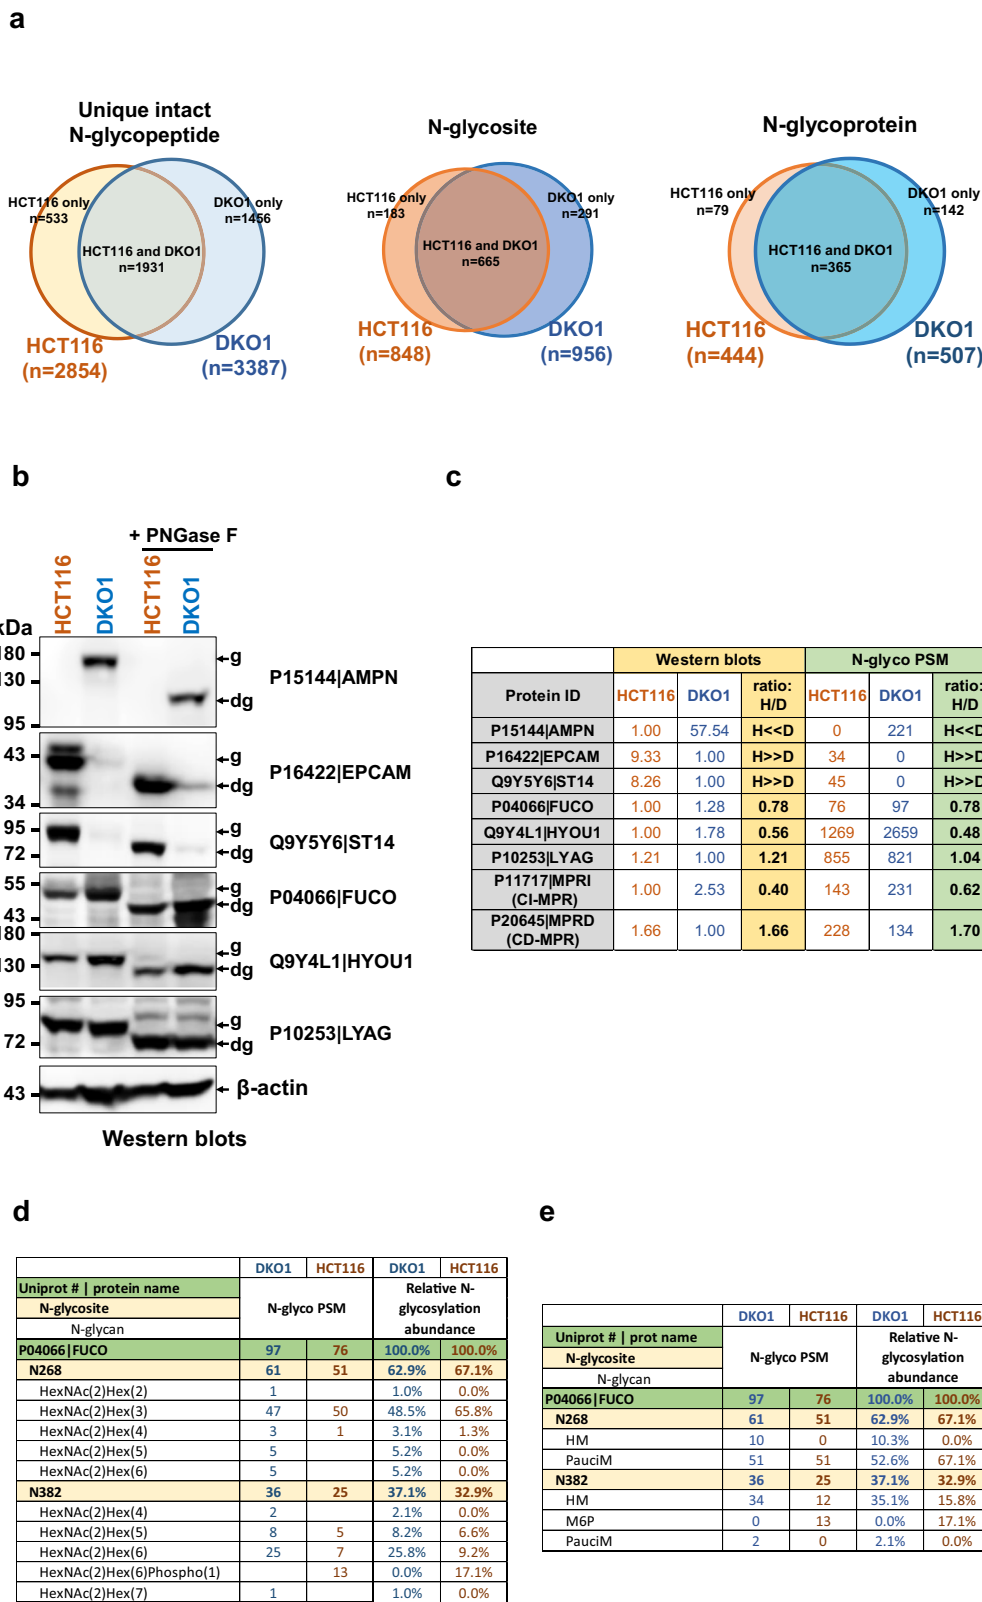 a
Unique intact
N-glycopeptide
HCT116 only
n=533
DKO1 only
n=1456
HCT116 and DKO1
n=1931
HCT116
(n=2854)
DKO1
(n=3387)
N-glycosite
HCT116 only
n=183
DKO1 only
n=291
HCT116 and DKO1
n=665
HCT116
(n=848)
DKO1
(n=956)
N-glycoprotein
HCT116 only
n=79
DKO1 only
n=142
HCT116 and DKO1
n=365
HCT116
(n=444)
DKO1
(n=507)
b
+ PNGase F
HCT116 DKO1 HCT116 DKO1
kDa
180
130
95
g
dg
P15144|AMPN
43
34
g
dg
P16422|EPCAM
95
72
g
dg
Q9Y5Y6|ST14
55
43
g
dg
P04066|FUCO
180
130
g
dg
Q9Y4L1|HYOU1
95
72
g
dg
P10253|LYAG
43
β-actin
Western blots
c
Western blots N-glyco PSM
Protein ID HCT116 DKO1 ratio: H/D HCT116 DKO1 ratio: H/D
P15144|AMPN 1.00 57.54 H<<D 0 221 H<<D
P16422|EPCAM 9.33 1.00 H>>D 34 0 H>>D
Q9Y5Y6|ST14 8.26 1.00 H>>D 45 0 H>>D
P04066|FUCO 1.00 1.28 0.78 76 97 0.78
Q9Y4L1|HYOU1 1.00 1.78 0.56 1269 2659 0.48
P10253|LYAG 1.21 1.00 1.21 855 821 1.04
P11717|MPRI (CI-MPR) 1.00 2.53 0.40 143 231 0.62
P20645|MPRD (CD-MPR) 1.66 1.00 1.66 228 134 1.70
d
DKO1 HCT116 DKO1 HCT116
Uniprot # | protein name
N-glycosite
N-glycan
N-glyco PSM
Relative N-
glycosylation
abundance
P04066|FUCO 97 76 100.0% 100.0%
N268 61 51 62.9% 67.1%
HexNAc(2)Hex(2) 1 1.0% 0.0%
HexNAc(2)Hex(3) 47 50 48.5% 65.8%
HexNAc(2)Hex(4) 3 1 3.1% 1.3%
HexNAc(2)Hex(5) 5 5.2% 0.0%
HexNAc(2)Hex(6) 5 5.2% 0.0%
N382 36 25 37.1% 32.9%
HexNAc(2)Hex(4) 2 2.1% 0.0%
HexNAc(2)Hex(5) 8 5 8.2% 6.6%
HexNAc(2)Hex(6) 25 7 25.8% 9.2%
HexNAc(2)Hex(6)Phospho(1) 13 0.0% 17.1%
HexNAc(2)Hex(7) 1 1.0% 0.0%
e
DKO1 HCT116 DKO1 HCT116
Uniprot # | prot name
N-glycosite
N-glycan
N-glyco PSM
Relative N-
glycosylation
abundance
P04066|FUCO 97 76 100.0% 100.0%
N268 61 51 62.9% 67.1%
HM 10 0 10.3% 0.0%
PauciM 51 51 52.6% 67.1%
N382 36 25 37.1% 32.9%
HM 34 12 35.1% 15.8%
M6P 0 13 0.0% 17.1%
PauciM 2 0 2.1% 0.0%